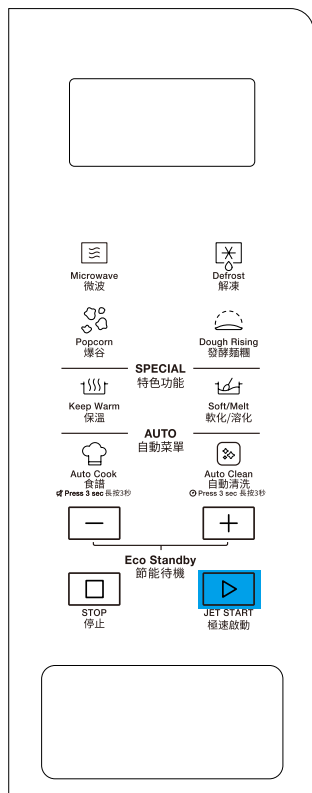 Microwave
微波
Defrost
解凍
Popcorn
爆谷
Dough Rising
發酵麵糰
SPECIAL
特色功能
Keep Warm
保溫
Soft/Melt
軟化/溶化
AUTO
自動菜單
Auto Cook
食譜
Press 3 sec 長按3秒
Auto Clean
自動清洗
Press 3 sec 長按3秒
Eco Standby
節能待機
STOP
停止
JET START
極速啟動